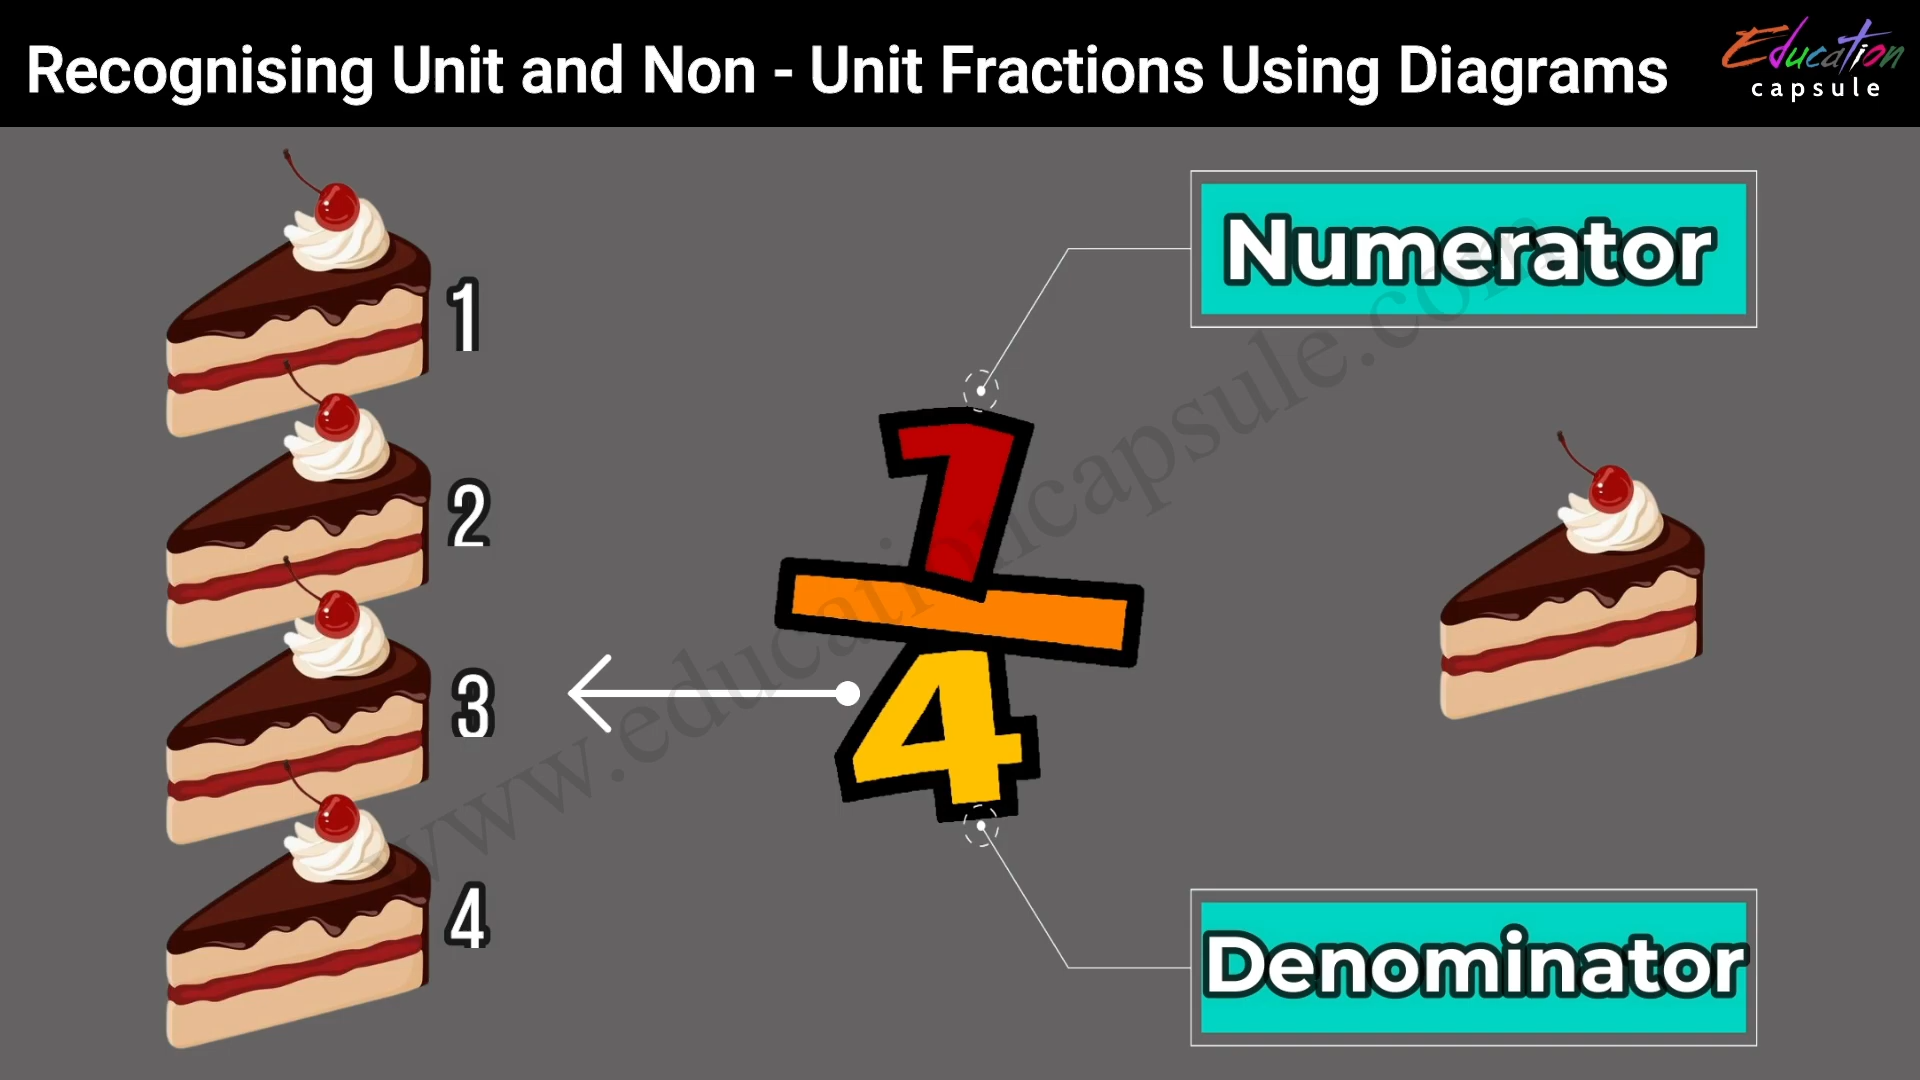 Recognising Unit and Non - Unit Fractions Using Diagrams
Education
capsule
Numerator
1
2
3
4
1
4
Denominator
www.educationcapsule.com